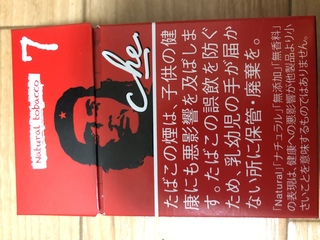 7
Natural tobacco
che
たばこの煙は、子供の健
康にも悪影響を及ぼしま
す。たばこの誤飲を防ぐ
ため、乳幼児の手が届か
ない所に保管・廃棄を。
「Natural」「ナチュラル」「無添加」「無香料」
の表現は、健康への悪影響が他製品より小
さいことを意味するものではありません。